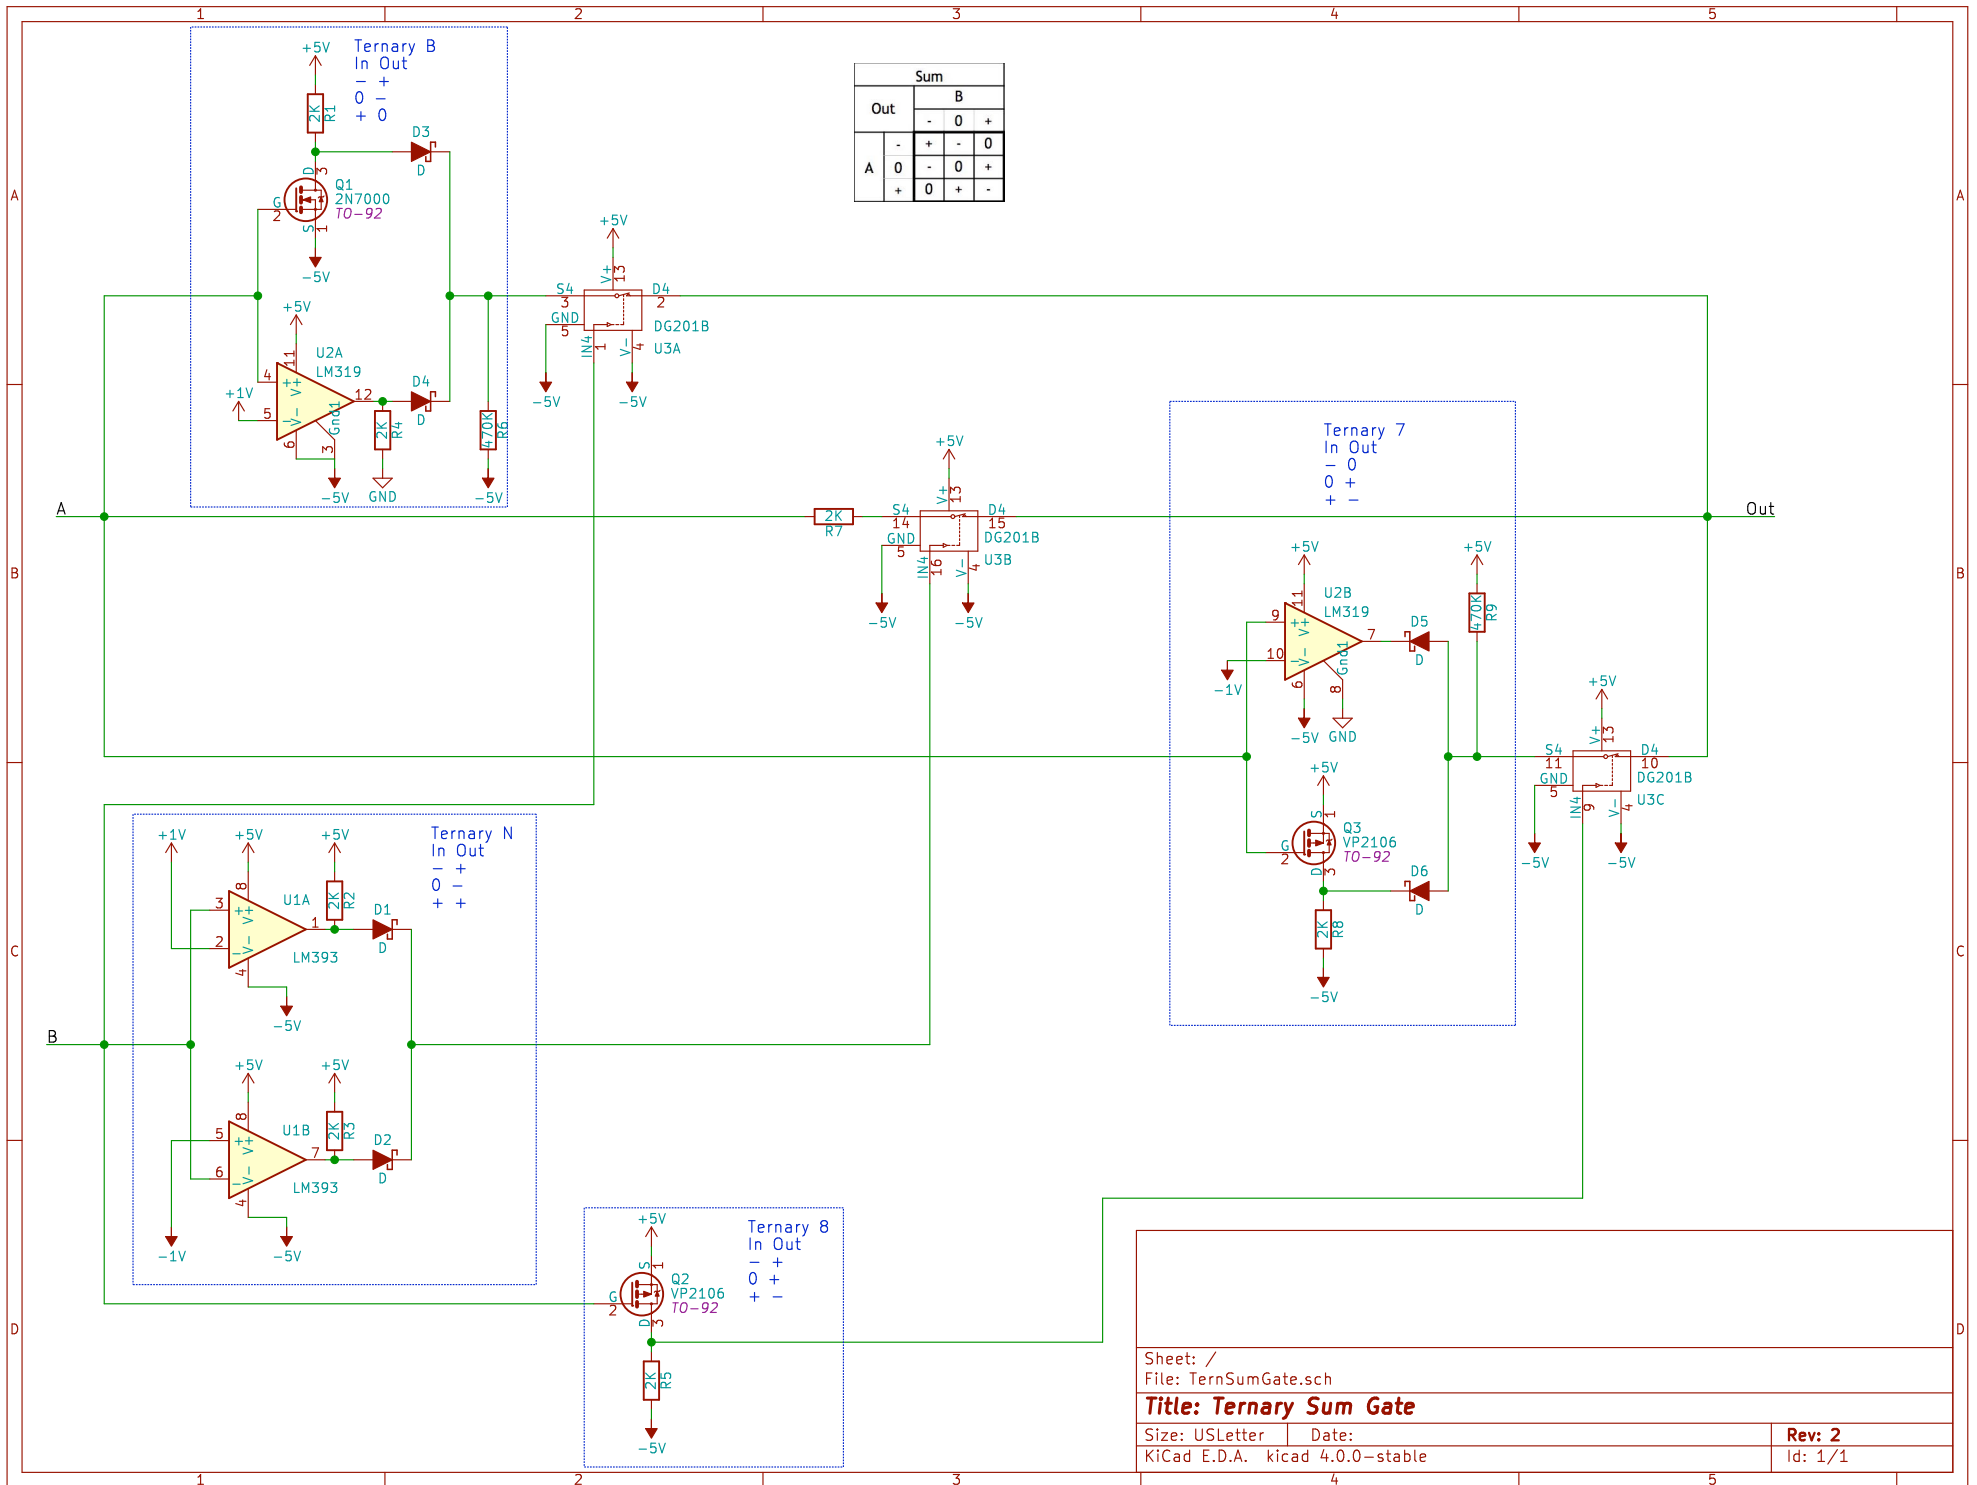 1 2 3 4 5
A
B
C
D
A
B
C
D
1 2 3 4 5
Ternary B
In Out
- +
0 -
+ 0
+5V
2K
R1
D3
D
D
3
G
2
S
1
Q1
2N7000
TO-92
-5V
+5V
U2A
LM319
11
4
+
V+
+1V
5
-
V-
6
3
Gnd1
12
-5V
D4
D
2K
R4
GND
470K
R6
-5V
Sum
Out
B
- 0 +
A
- + - 0
0 - 0 +
+ 0 + -
+5V
V+
13
S4
3
D4
2
GND
5
DG201B
U3A
IN4
1
V-
4
-5V
-5V
A
2K
R7
+5V
V+
13
S4
14
D4
15
GND
5
DG201B
U3B
IN4
16
V-
4
-5V
-5V
Out
Ternary 7
In Out
- 0
0 +
+ -
+5V
U2B
LM319
11
9
+
V+
10
-
V-
-1V
6
8
Gnd1
7
-5V
GND
D5
D
+5V
470K
R9
+5V
S
1
G
2
Q3
VP2106
TO-92
D
3
D6
D
2K
R8
-5V
+5V
V+
13
S4
11
D4
10
GND
5
DG201B
U3C
IN4
9
V-
4
-5V
-5V
Ternary N
In Out
- +
0 -
+ +
+1V
+5V
+5V
8
U1A
3
+
V+
2
-
V-
4
1
LM393
2K
R2
D1
D
-5V
B
+5V
+5V
8
U1B
5
+
V+
6
-
V-
4
7
LM393
2K
R3
D2
D
-1V
-5V
Ternary 8
In Out
- +
0 +
+ -
+5V
S
1
G
2
Q2
VP2106
TO-92
D
3
2K
R5
-5V
Sheet: /
File: TernSumGate.sch
Title: Ternary Sum Gate
Size: USLetter Date: Rev: 2
KiCad E.D.A. kicad 4.0.0-stable Id: 1/1